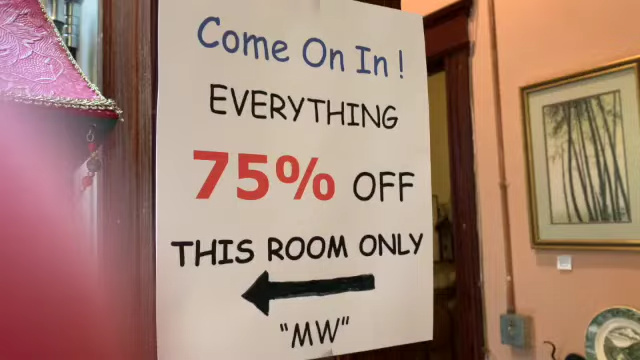 Come On In !
EVERYTHING
75% OFF
THIS ROOM ONLY
"MW"